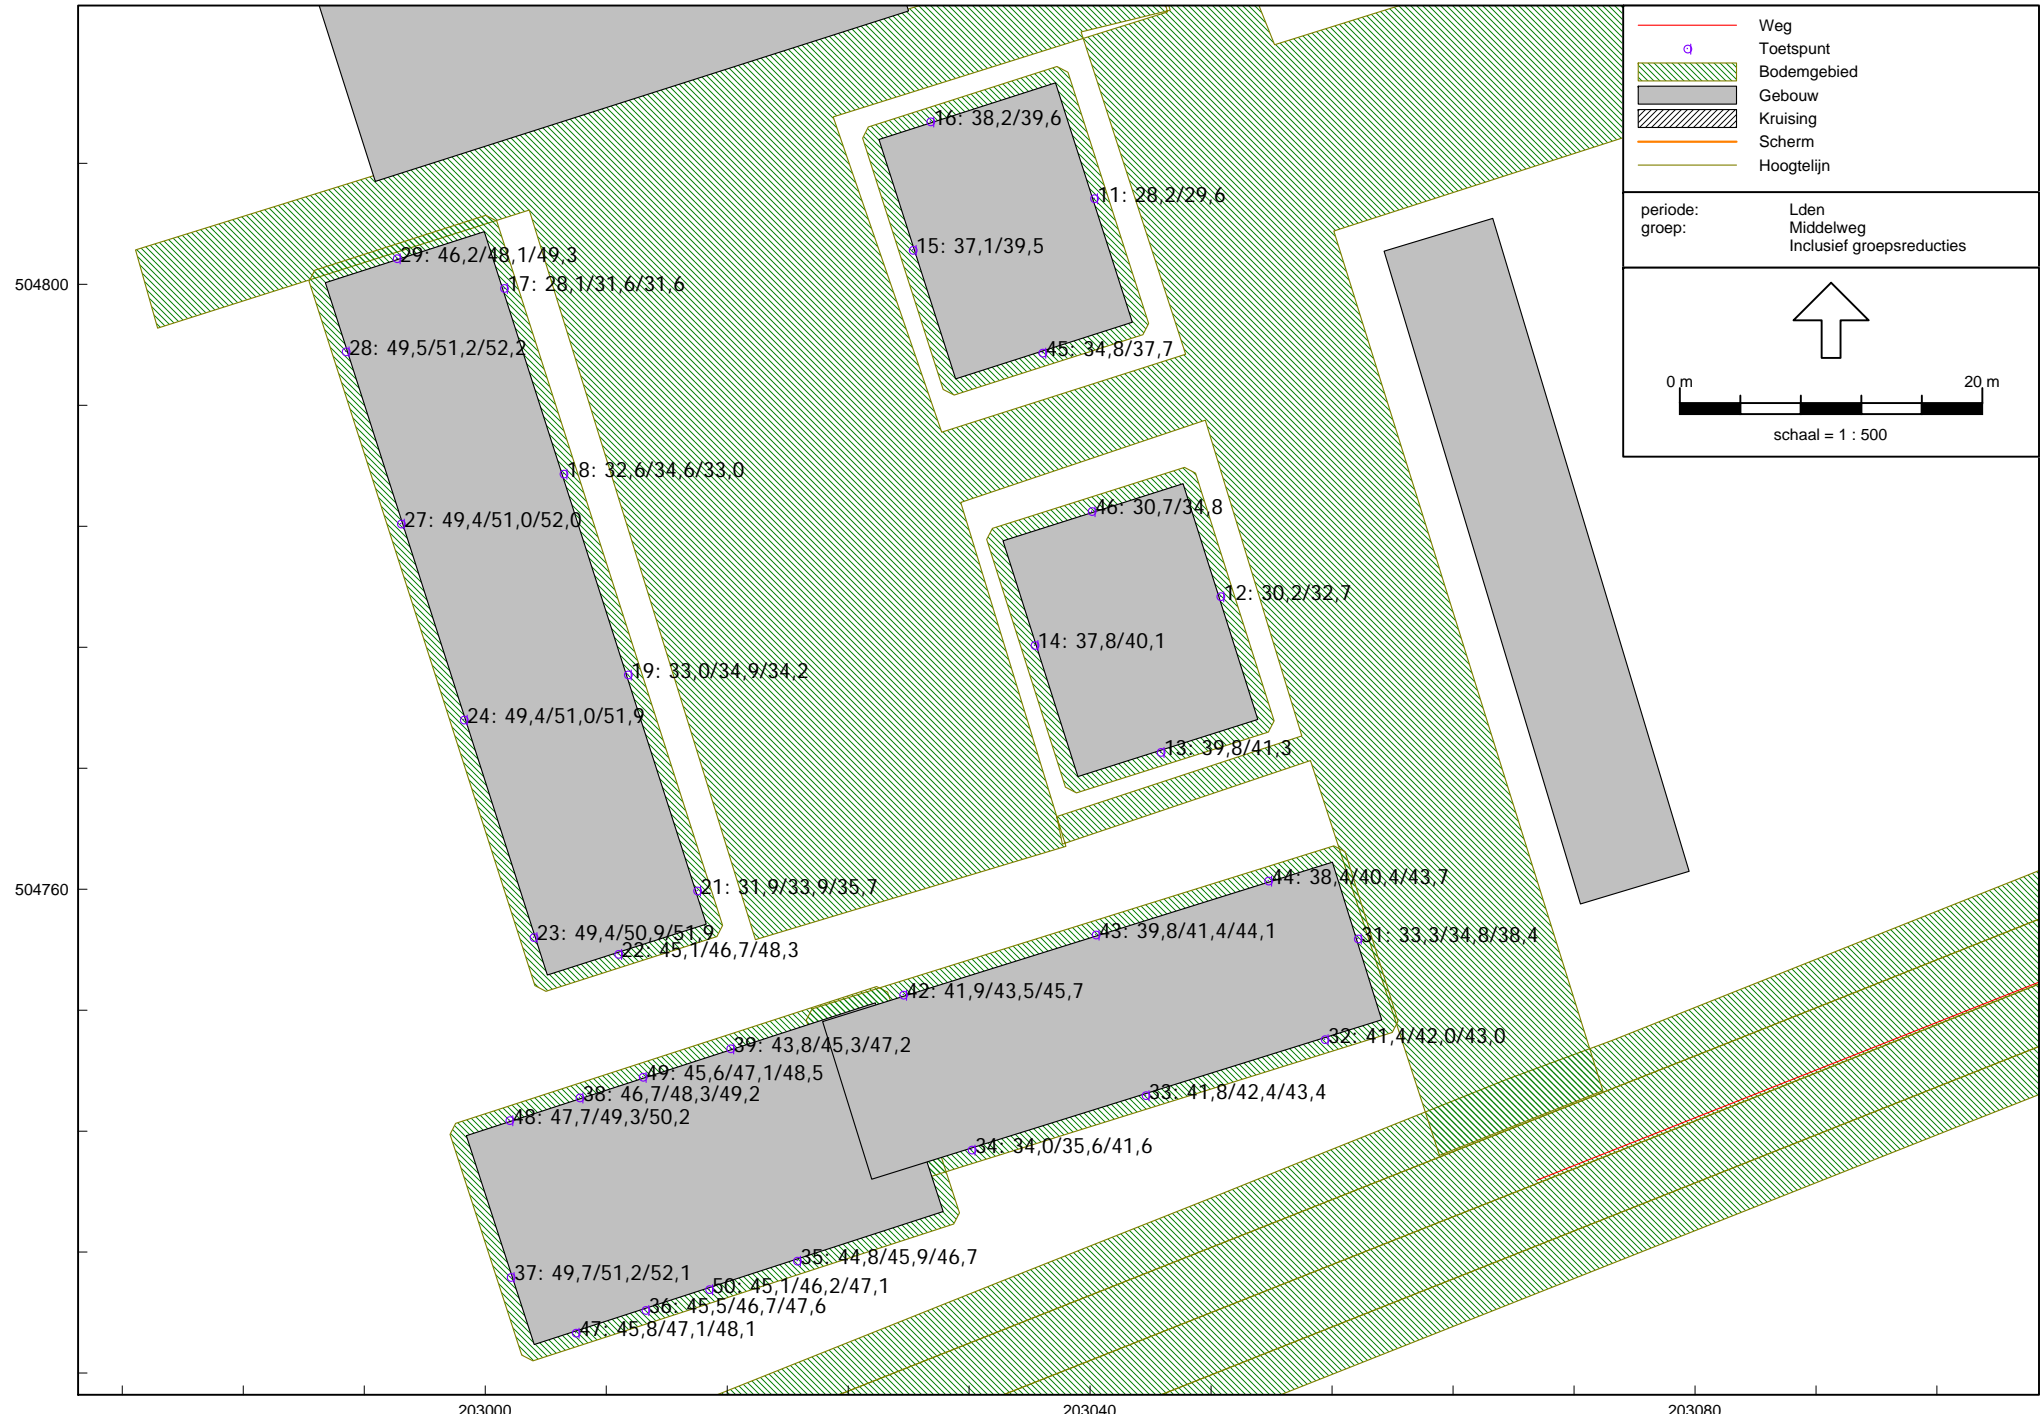 Weg
Toetspunt
Bodemgebied
Gebouw
Kruising
Scherm
Hoogtelijn
periode: Lden
groep: Middelweg
Inclusief groepsreducties
0 m 20 m
schaal = 1 : 500
16: 38,2/39,6
11: 28,2/29,6
15: 37,1/39,5
29: 46,2/48,1/49,3
504800
17: 28,1/31,6/31,6
28: 49,5/51,2/52,2
45: 34,8/37,7
18: 32,6/34,6/33,0
46: 30,7/34,8
27: 49,4/51,0/52,0
12: 30,2/32,7
14: 37,8/40,1
19: 33,0/34,9/34,2
24: 49,4/51,0/51,9
13: 39,8/41,3
44: 38,4/40,4/43,7
504760
21: 31,9/33,9/35,7
43: 39,8/41,4/44,1
23: 49,4/50,9/51,9
31: 33,3/34,8/38,4
22: 45,1/46,7/48,3
42: 41,9/43,5/45,7
32: 41,4/42,0/43,0
39: 43,8/45,3/47,2
49: 45,6/47,1/48,5
38: 46,7/48,3/49,2
33: 41,8/42,4/43,4
48: 47,7/49,3/50,2
34: 34,0/35,6/41,6
35: 44,8/45,9/46,7
37: 49,7/51,2/52,1
50: 45,1/46,2/47,1
36: 45,5/46,7/47,6
47: 45,8/47,1/48,1
203000 203040 203080